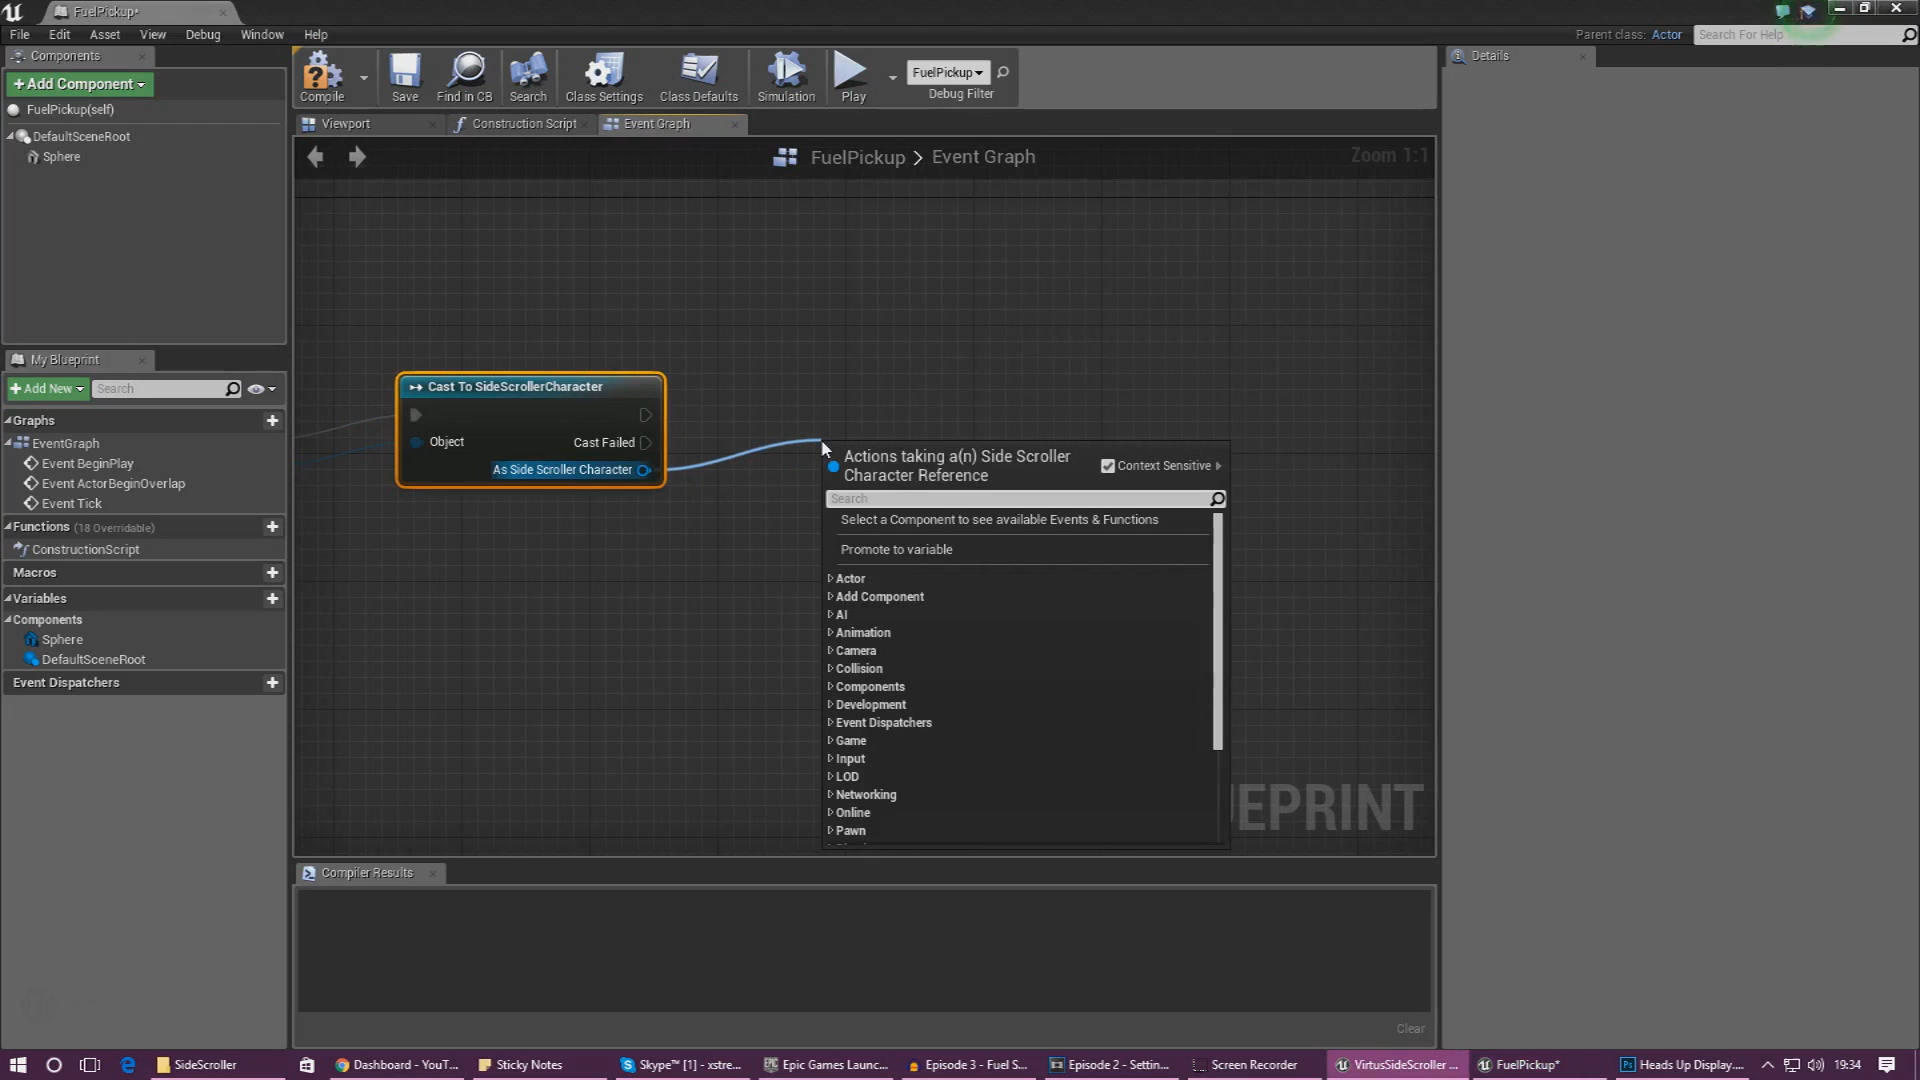 FuelPickup*
File Edit Asset View Debug Window Help
Parent class: Actor Search For Help
Components
Details
+Add Component
FuelPickup(self)
DefaultSceneRoot
Sphere
Compile Save Find in CB Search Class Settings Class Defaults Simulation Play
FuelPickup
Debug Filter
Viewport Construction Script Event Graph
FuelPickup > Event Graph
Zoom 1:1
My Blueprint
+Add New Search
Graphs
EventGraph
Event BeginPlay
Event ActorBeginOverlap
Event Tick
Functions (18 Overridable)
ConstructionScript
Macros
Variables
Components
Sphere
DefaultSceneRoot
Event Dispatchers
Cast To SideScrollerCharacter
Object Cast Failed
As Side Scroller Character
Actions taking a(n) Side Scroller
Character Reference
Context Sensitive
Search
Select a Component to see available Events & Functions
Promote to variable
Actor
Add Component
AI
Animation
Camera
Collision
Components
Development
Event Dispatchers
Game
Input
LOD
Networking
Online
Pawn
EPRINT
Compiler Results
Clear
SideScroller Dashboard - YouT... Sticky Notes Skype™ [1] - xstre... Epic Games Launc... Episode 3 - Fuel S... Episode 2 - Settin... Screen Recorder VirtusSideScroller ... FuelPickup* Heads Up Display.... 19:34